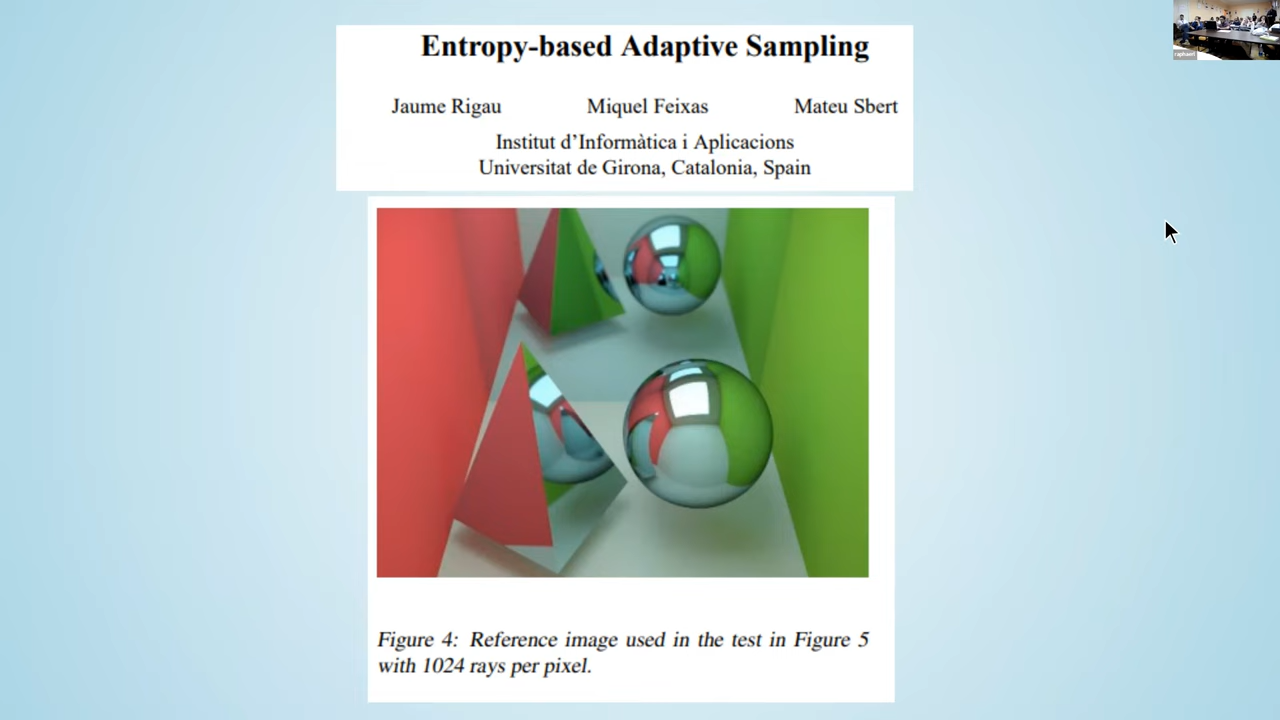 Entropy-based Adaptive Sampling
Jaume Rigau Miquel Feixas Mateu Sbert
Institut d'Informàtica i Aplicacions
Universitat de Girona, Catalonia, Spain
Figure 4: Reference image used in the test in Figure 5
with 1024 rays per pixel.